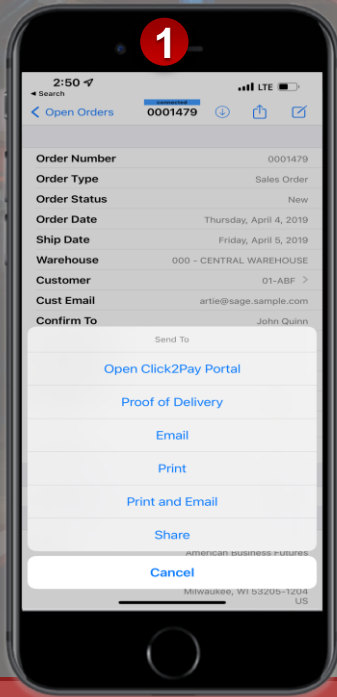 1
2:50
LTE
◀ Search
connected
Open Orders 0001479
Order Number 0001479
Order Type Sales Order
Order Status New
Order Date Thursday, April 4, 2019
Ship Date Friday, April 5, 2019
Warehouse 000 - CENTRAL WAREHOUSE
Customer 01-ABF >
Cust Email artie@sage.sample.com
Confirm To John Quinn
Send To
Open Click2Pay Portal
Proof of Delivery
Email
Print
Print and Email
Share
American Business Futures
Cancel
Milwaukee, WI 53205-1204
US